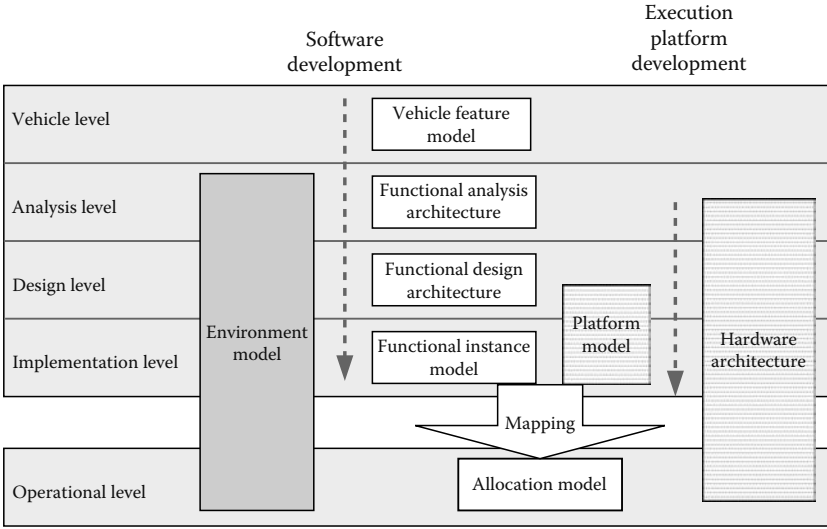 Software
development
Execution
platform
development
Vehicle level
Vehicle feature
model
Analysis level
Functional analysis
architecture
Design level
Functional design
architecture
Environment
model
Platform
model
Hardware
architecture
Implementation level
Functional instance
model
Mapping
Operational level
Allocation model